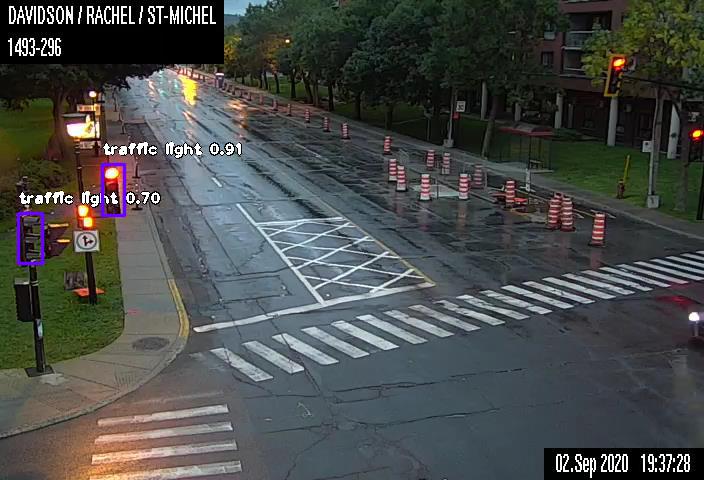 DAVIDSON / RACHEL / ST-MICHEL
1493-296
traffic light 0.91
traffic light 0.70
02.Sep 2020 19:37:28